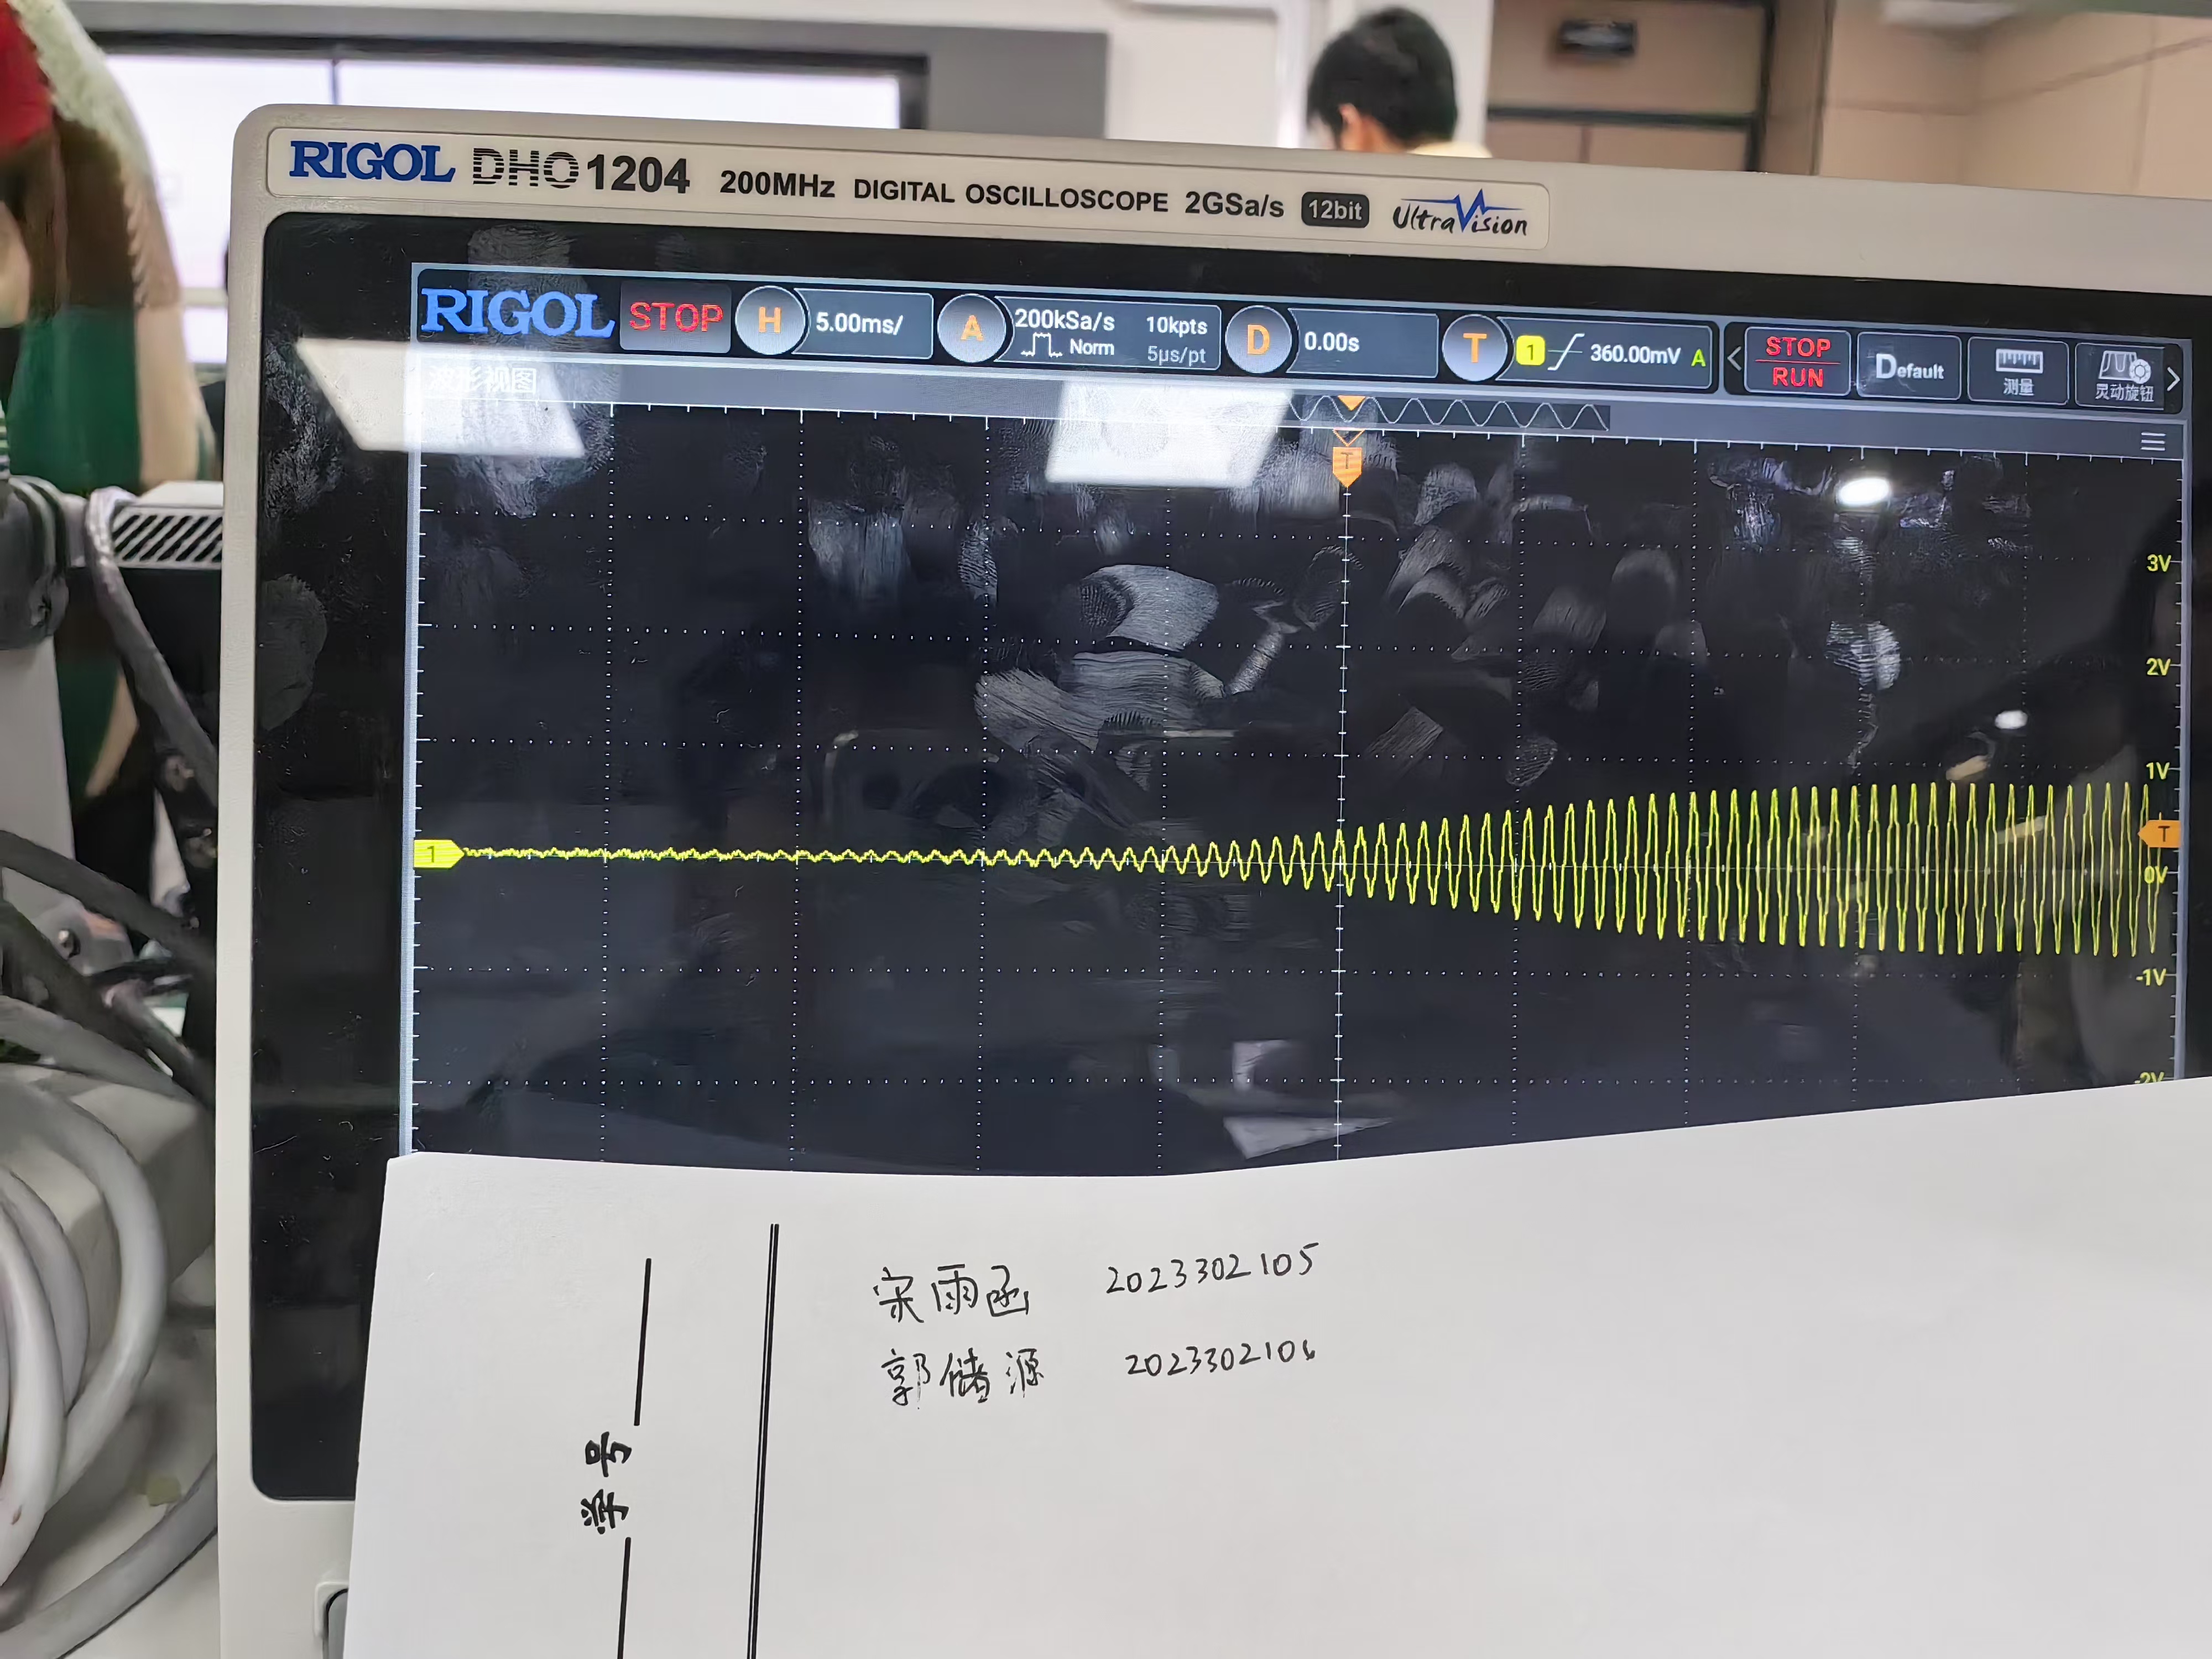 RIGOL DHO1204 200MHz DIGITAL OSCILLOSCOPE 2GSa/s 12bit UltraVision
RIGOL STOP H 5.00ms/ A 200kSa/s 10kpts D 0.00s T 1 360.00mV A STOP Default
Norm 5μs/pt RUN 测量 灵动旋钮
波形视图
T
3V
2V
1V
1
T
0V
-1V
-2V
宋雨函 2023302105
郭储源 2023302106
学号